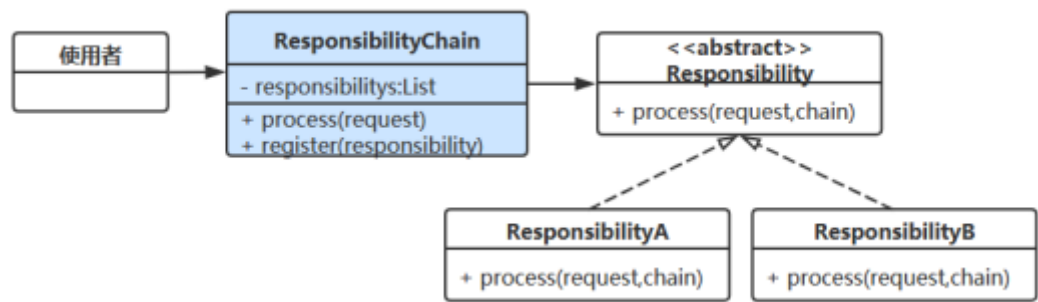 使用者
ResponsibilityChain
- responsibilitys:List
+ process(request)
+ register(responsibility)
<<abstract>>
Responsibility
+ process(request,chain)
ResponsibilityA
+ process(request,chain)
ResponsibilityB
+ process(request,chain)